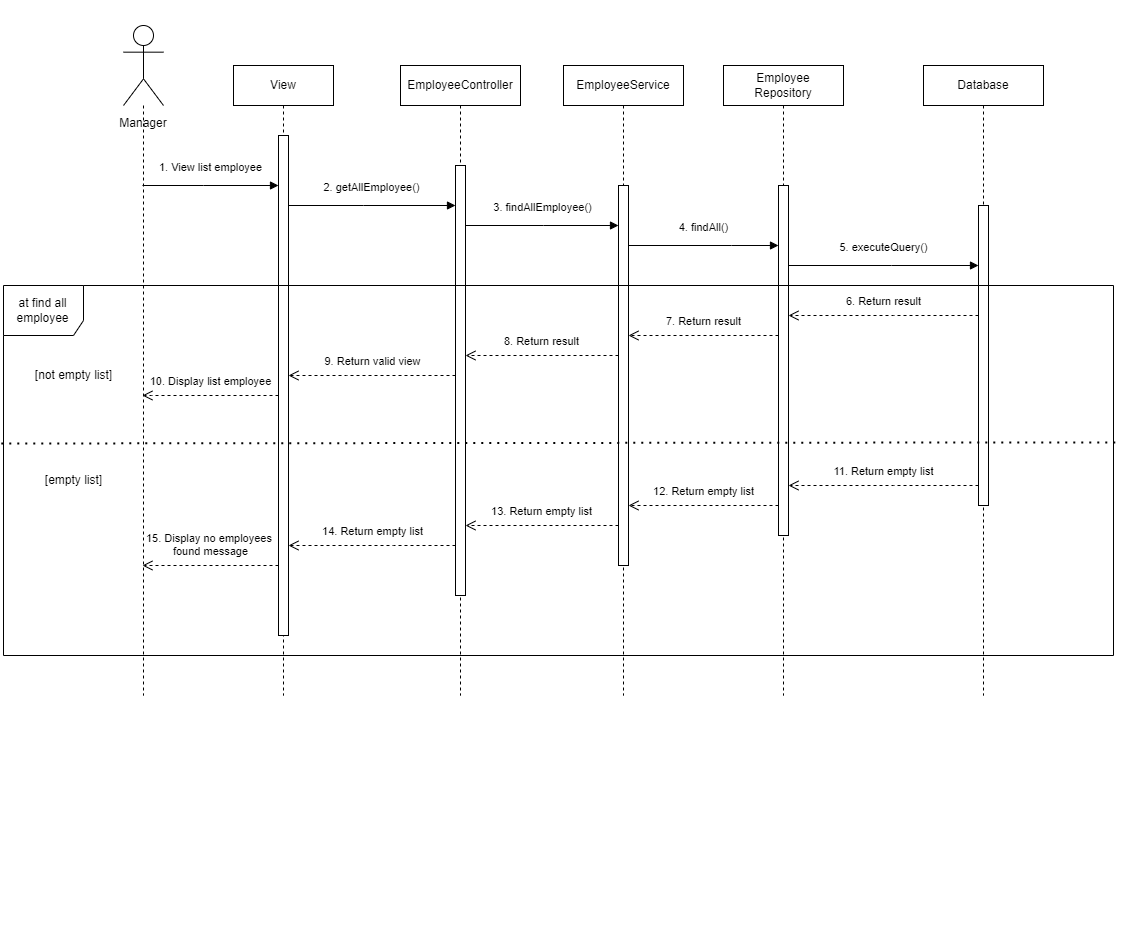 Manager
View
EmployeeController
EmployeeService
Employee
Repository
Database
1. View list employee
2. getAllEmployee()
3. findAllEmployee()
4. findAll()
5. executeQuery()
at find all
employee
6. Return result
7. Return result
8. Return result
9. Return valid view
[not empty list]
10. Display list employee
[empty list]
11. Return empty list
12. Return empty list
13. Return empty list
14. Return empty list
15. Display no employees
found message